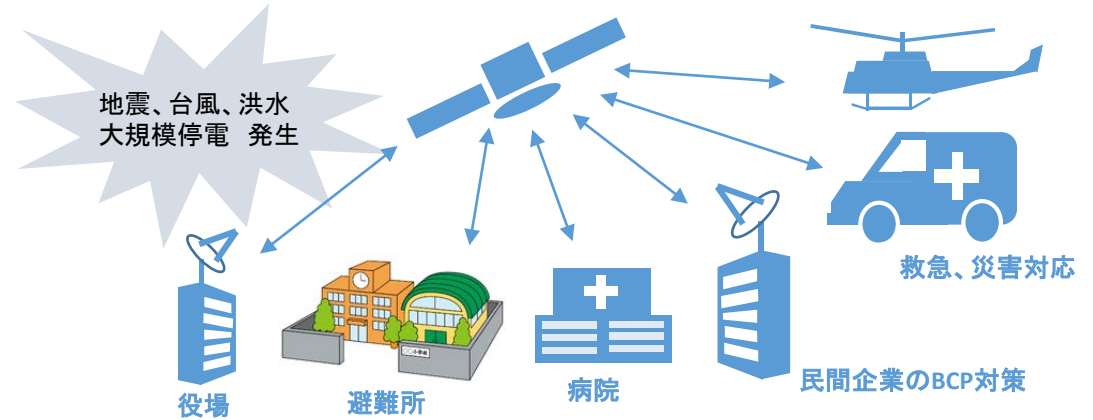 地震、台風、洪水
大規模停電　発生
救急、災害対応
民間企業のBCP対策
病院
避難所
役場